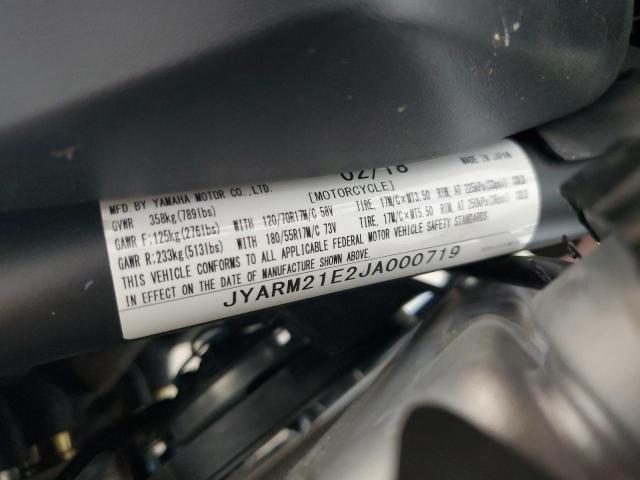 MFD BY YAMAHA MOTOR CO.,LTD. 02/18 MADE IN JAPAN
GVWR 358kg(789lbs) [MOTORCYCLE]
GAWR F:125kg(275lbs) WITH 120/70R17M/C 58V TIRE, 17M/C×MT3.50 RIM, AT 225kPa(33psi) COLD
GAWR R:233kg(513lbs) WITH 180/55R17M/C 73V TIRE, 17M/C×MT5.50 RIM, AT 250kPa(36psi) COLD
THIS VEHICLE CONFORMS TO ALL APPLICABLE FEDERAL MOTOR VEHICLE SAFETY STANDARDS
IN EFFECT ON THE DATE OF MANUFACTURE SHOWN ABOVE.
JYARM21E2JA000719